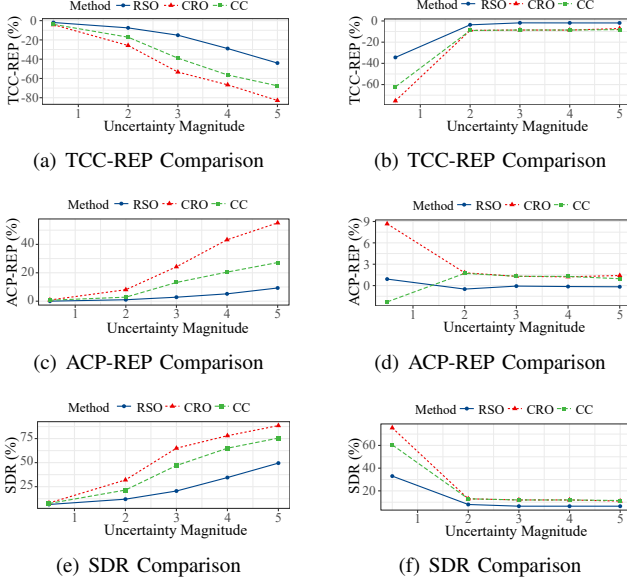 Method RSO CRO CC
TCC-REP (%)
0
-20
-40
-60
-80
1 2 3 4 5
Uncertainty Magnitude
(a) TCC-REP Comparison
Method RSO CRO CC
TCC-REP (%)
0
-20
-40
-60
1 2 3 4 5
Uncertainty Magnitude
(b) TCC-REP Comparison
Method RSO CRO CC
ACP-REP (%)
40
20
0
1 2 3 4 5
Uncertainty Magnitude
(c) ACP-REP Comparison
Method RSO CRO CC
ACP-REP (%)
9
6
3
0
1 2 3 4 5
Uncertainty Magnitude
(d) ACP-REP Comparison
Method RSO CRO CC
SDR (%)
75
50
25
1 2 3 4 5
Uncertainty Magnitude
(e) SDR Comparison
Method RSO CRO CC
SDR (%)
60
40
20
1 2 3 4 5
Uncertainty Magnitude
(f) SDR Comparison